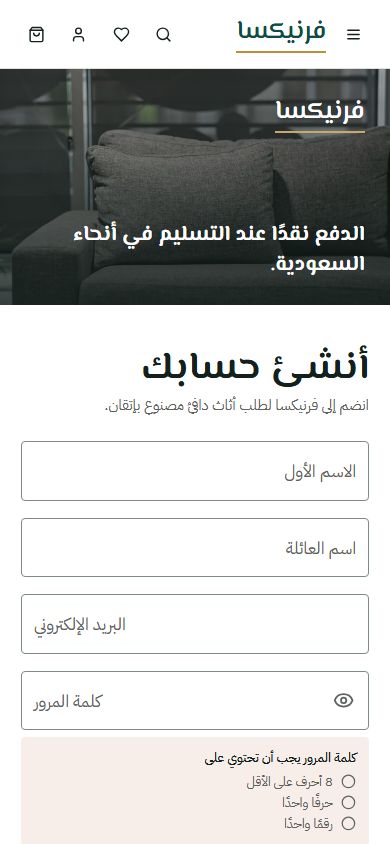 فرنيكسا
فرنيكسا
الدفع نقدًا عند التسليم في أنحاء
السعودية.
أنشئ حسابك
انضم إلى فرنيكسا لطلب أثاث دافئ مصنوع بإتقان.
الاسم الأول
اسم العائلة
البريد الإلكتروني
كلمة المرور
كلمة المرور يجب أن تحتوي على
8 أحرف على الأقل
حرفًا واحدًا
رقمًا واحدًا